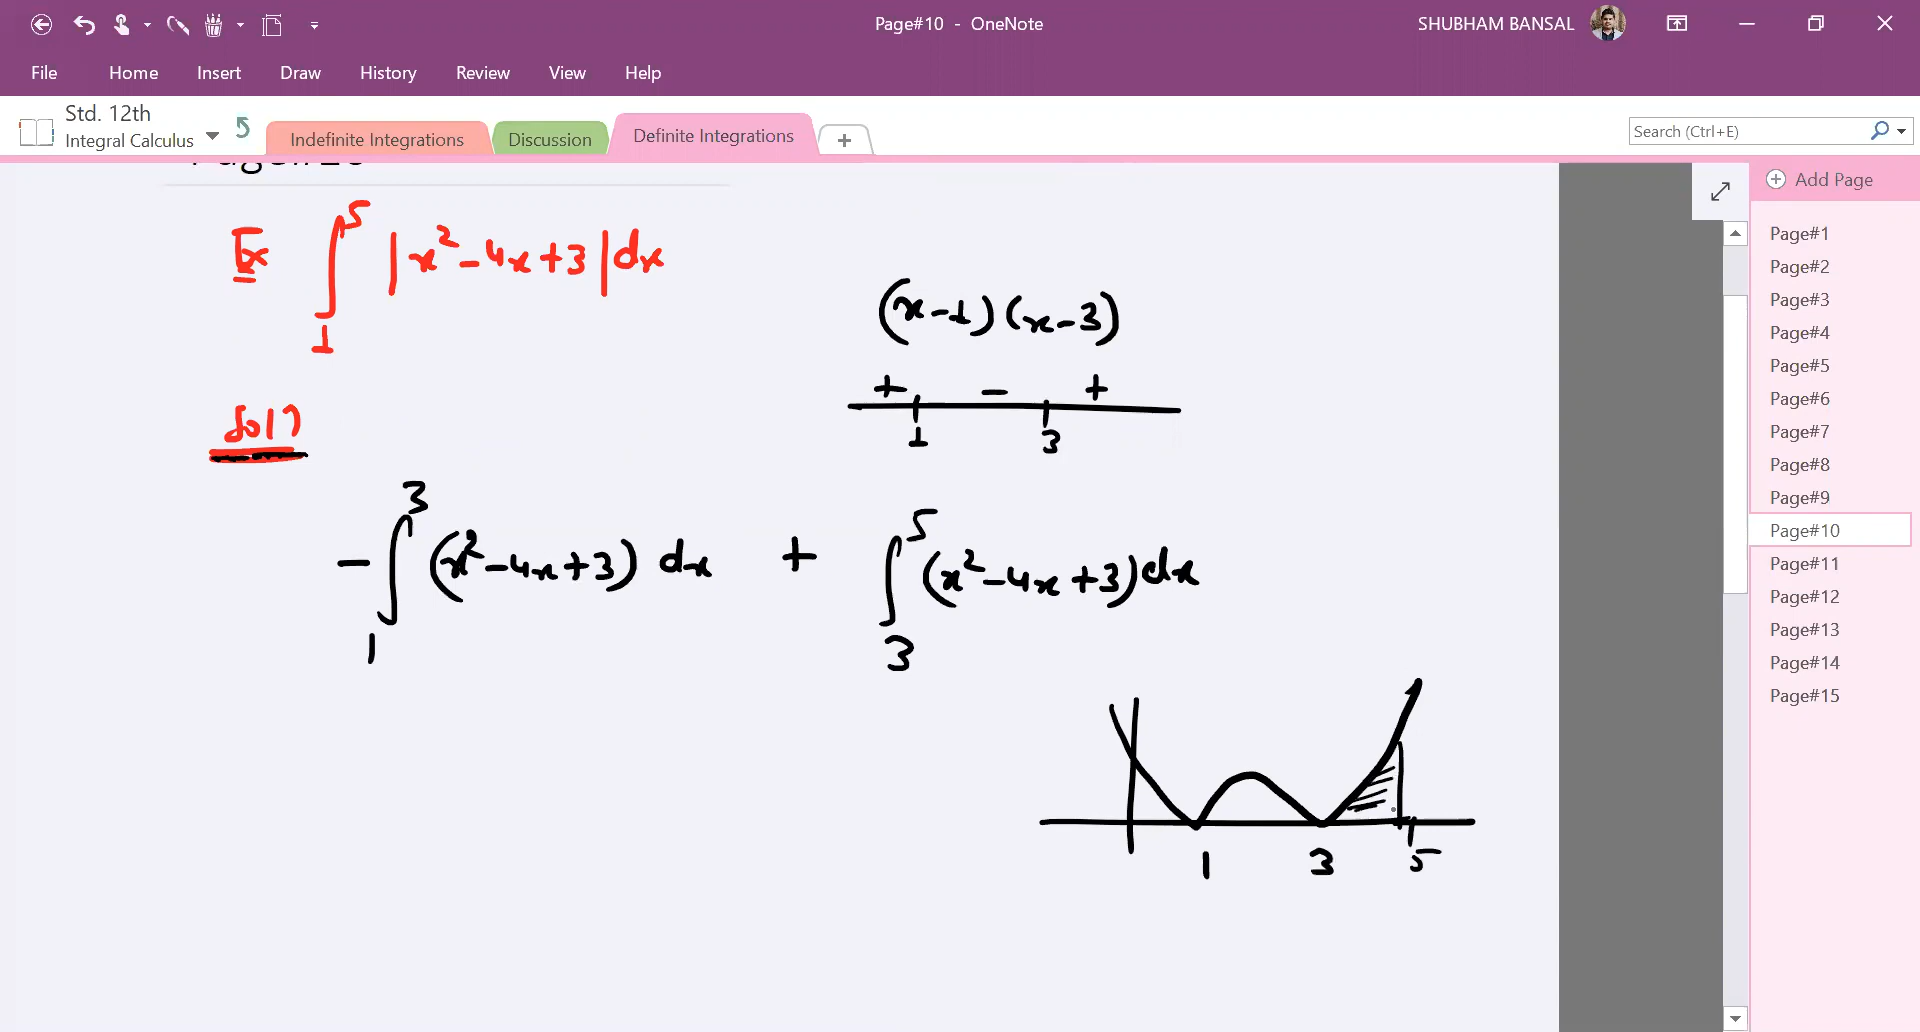 Page#10 - OneNote
SHUBHAM BANSAL
File Home Insert Draw History Review View Help
Std. 12th
Integral Calculus
Indefinite Integrations
Discussion
Definite Integrations
+
Search (Ctrl+E)
Add Page
Page#1
Page#2
Page#3
Page#4
Page#5
Page#6
Page#7
Page#8
Page#9
Page#10
Page#11
Page#12
Page#13
Page#14
Page#15
Page#10
Ex ∫₁⁵ |x²-4x+3|dx
(x-1)(x-3)
+ - +
1 3
Solⁿ
-∫₁³ (x²-4x+3) dx + ∫₃⁵ (x²-4x+3)dx
1 3 5